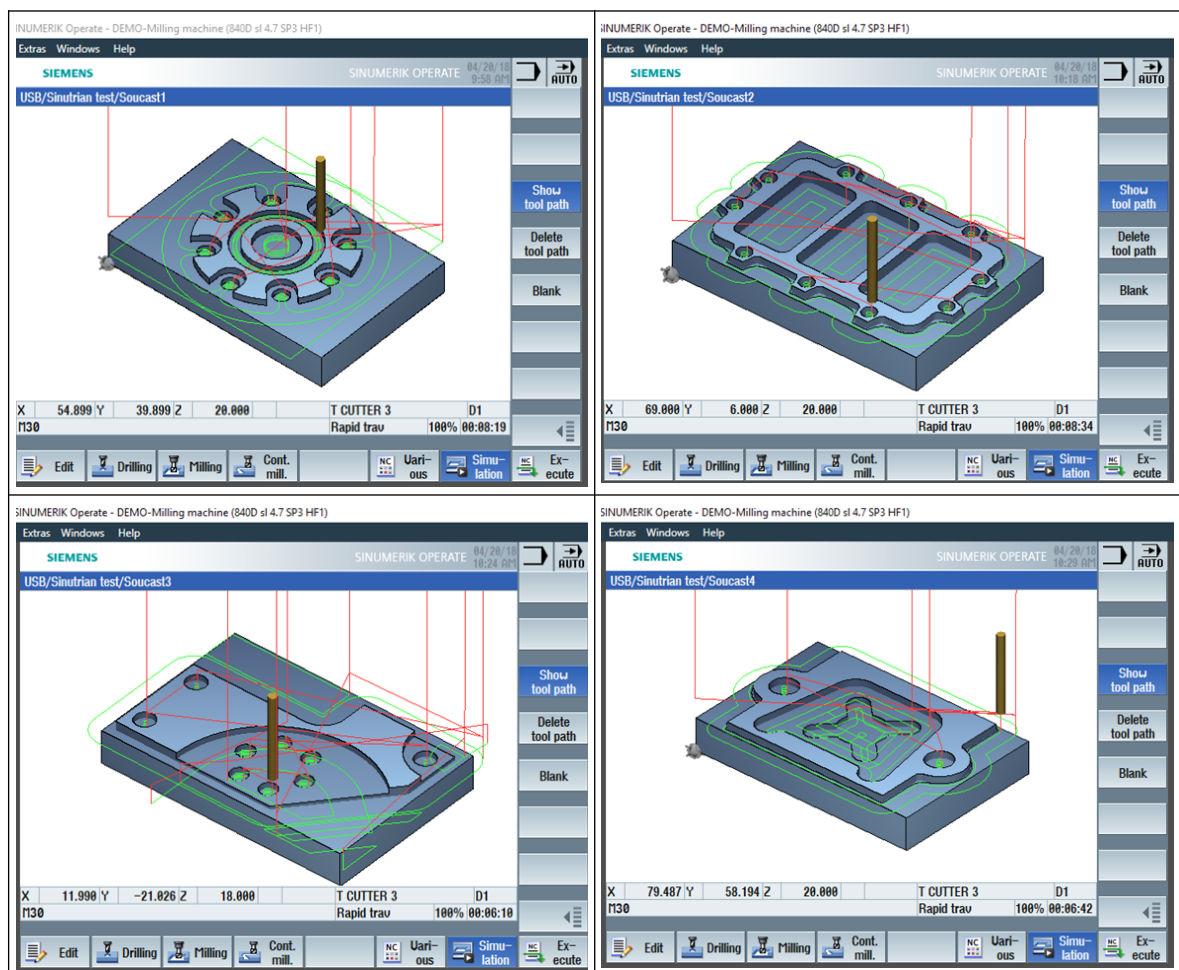 SINUMERIK Operate - DEMO-Milling machine (840D sl 4.7 SP3 HF1)
Extras Windows Help
SIEMENS SINUMERIK OPERATE 04/20/18 9:58 AM AUTO
USB/Sinutrian test/Soucast1
Show tool path
Delete tool path
Blank
X 54.899 Y 39.899 Z 20.000 T CUTTER 3 D1
M30 Rapid trav 100% 00:08:19
Edit Drilling Milling Cont. mill. NC Vari- ous Simu- lation NC Ex- ecute
SINUMERIK Operate - DEMO-Milling machine (840D sl 4.7 SP3 HF1)
Extras Windows Help
SIEMENS SINUMERIK OPERATE 04/20/18 10:18 AM AUTO
USB/Sinutrian test/Soucast2
Show tool path
Delete tool path
Blank
X 69.000 Y 6.000 Z 20.000 T CUTTER 3 D1
M30 Rapid trav 100% 00:08:34
Edit Drilling Milling Cont. mill. NC Vari- ous Simu- lation NC Ex- ecute
SINUMERIK Operate - DEMO-Milling machine (840D sl 4.7 SP3 HF1)
Extras Windows Help
SIEMENS SINUMERIK OPERATE 04/20/18 10:24 AM AUTO
USB/Sinutrian test/Soucast3
Show tool path
Delete tool path
Blank
X 11.990 Y -21.026 Z 18.000 T CUTTER 3 D1
M30 Rapid trav 100% 00:06:10
Edit Drilling Milling Cont. mill. NC Vari- ous Simu- lation NC Ex- ecute
SINUMERIK Operate - DEMO-Milling machine (840D sl 4.7 SP3 HF1)
Extras Windows Help
SIEMENS SINUMERIK OPERATE 04/20/18 10:29 AM AUTO
USB/Sinutrian test/Soucast4
Show tool path
Delete tool path
Blank
X 79.487 Y 58.194 Z 20.000 T CUTTER 3 D1
M30 Rapid trav 100% 00:06:42
Edit Drilling Milling Cont. mill. NC Vari- ous Simu- lation NC Ex- ecute